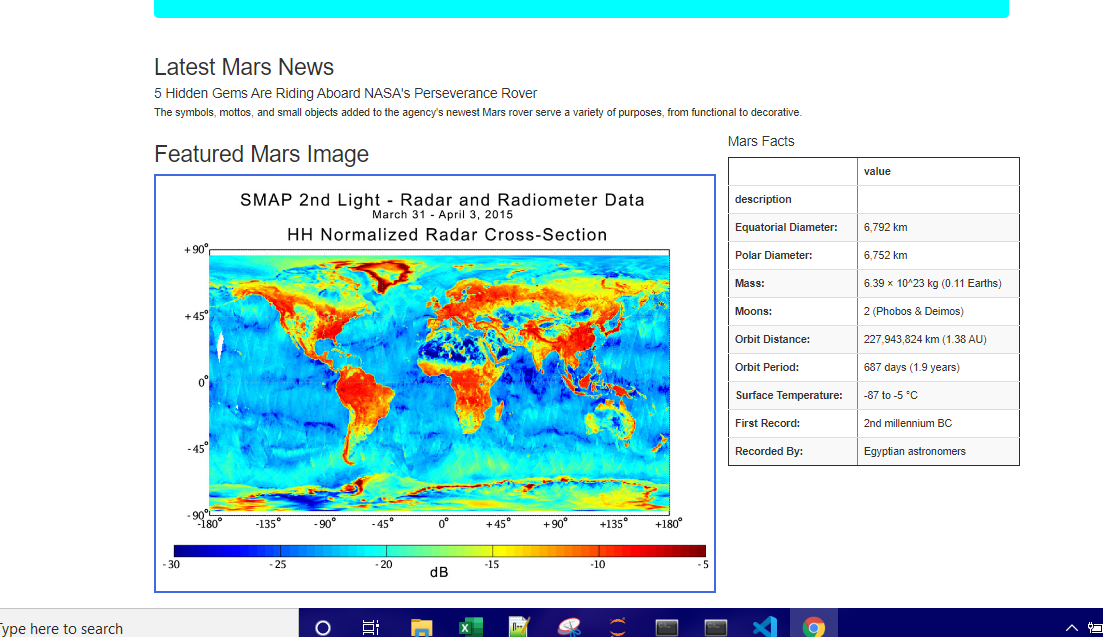 Latest Mars News
5 Hidden Gems Are Riding Aboard NASA's Perseverance Rover
The symbols, mottos, and small objects added to the agency's newest Mars rover serve a variety of purposes, from functional to decorative.
Featured Mars Image
SMAP 2nd Light - Radar and Radiometer Data
March 31 - April 3, 2015
HH Normalized Radar Cross-Section
+90°
+45°
0°
-45°
-90°
-180° -135° -90° -45° 0° +45° +90° +135° +180°
-30 -25 -20 -15 -10 -5
dB
Mars Facts
value
description
Equatorial Diameter: 6,792 km
Polar Diameter: 6,752 km
Mass: 6.39 × 10^23 kg (0.11 Earths)
Moons: 2 (Phobos & Deimos)
Orbit Distance: 227,943,824 km (1.38 AU)
Orbit Period: 687 days (1.9 years)
Surface Temperature: -87 to -5 °C
First Record: 2nd millennium BC
Recorded By: Egyptian astronomers
Type here to search